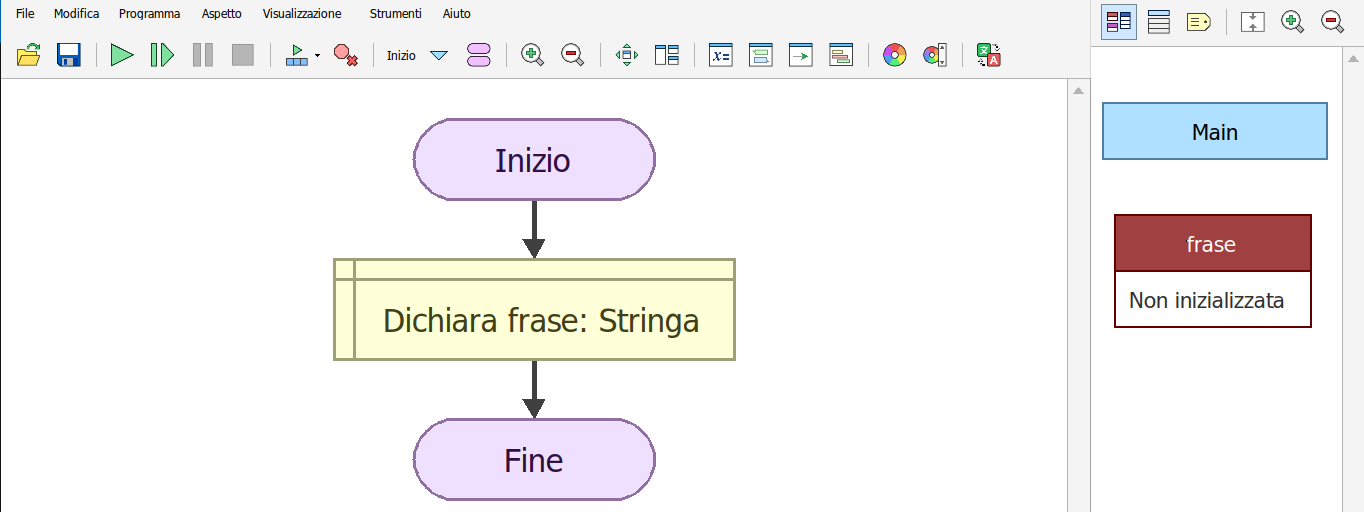 File Modifica Programma Aspetto Visualizzazione Strumenti Aiuto
Inizio
x=
A
Main
frase
Non inizializzata
Inizio
Dichiara frase: Stringa
Fine